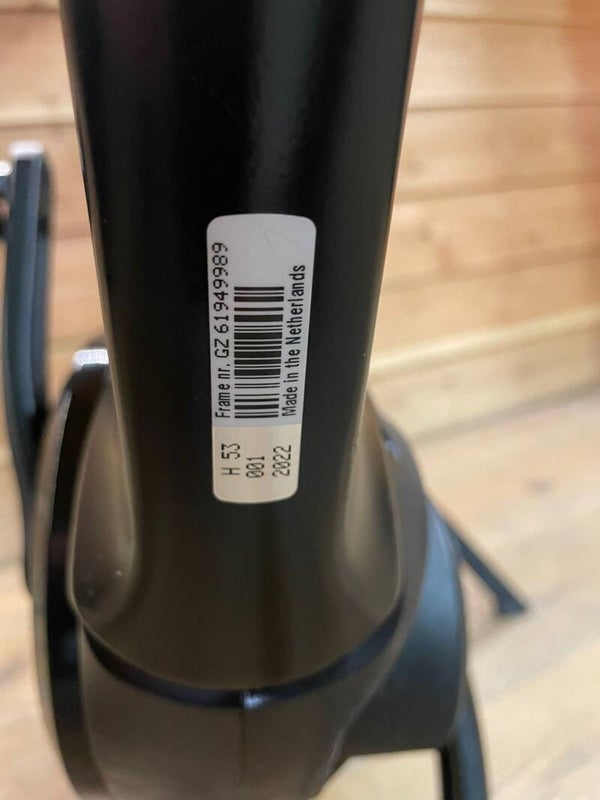 Frame nr. GZ 61949989
Made in the Netherlands
H 53
001
2022